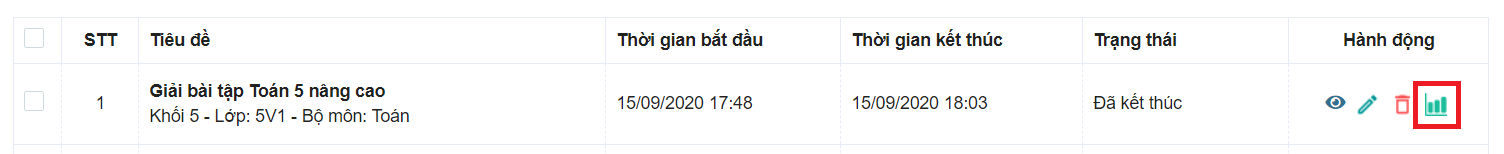 STT Tiêu đề Thời gian bắt đầu Thời gian kết thúc Trạng thái Hành động
1 Giải bài tập Toán 5 nâng cao 15/09/2020 17:48 15/09/2020 18:03 Đã kết thúc
Khối 5 - Lớp: 5V1 - Bộ môn: Toán